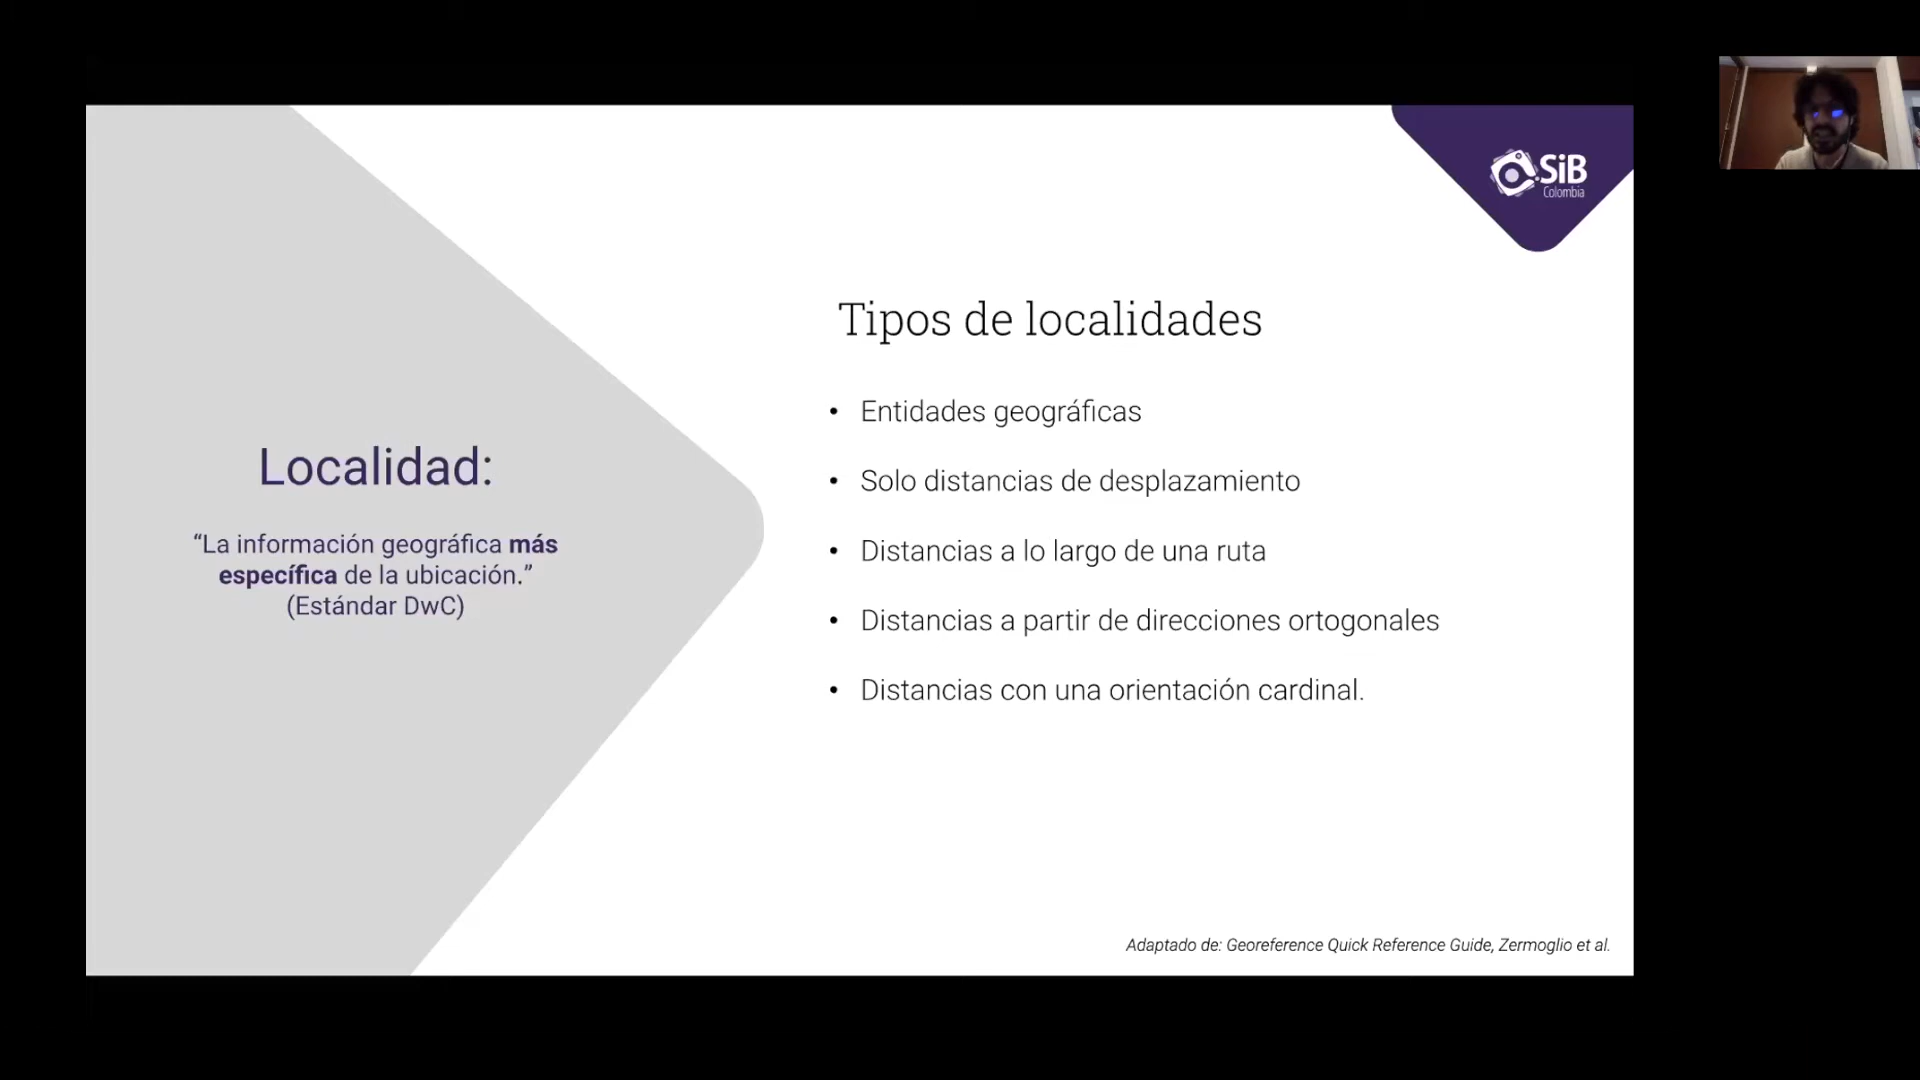 SiB
Colombia
Localidad:
“La información geográfica más
específica de la ubicación.”
(Estándar DwC)
Tipos de localidades
• Entidades geográficas
• Solo distancias de desplazamiento
• Distancias a lo largo de una ruta
• Distancias a partir de direcciones ortogonales
• Distancias con una orientación cardinal.
Adaptado de: Georeference Quick Reference Guide, Zermoglio et al.